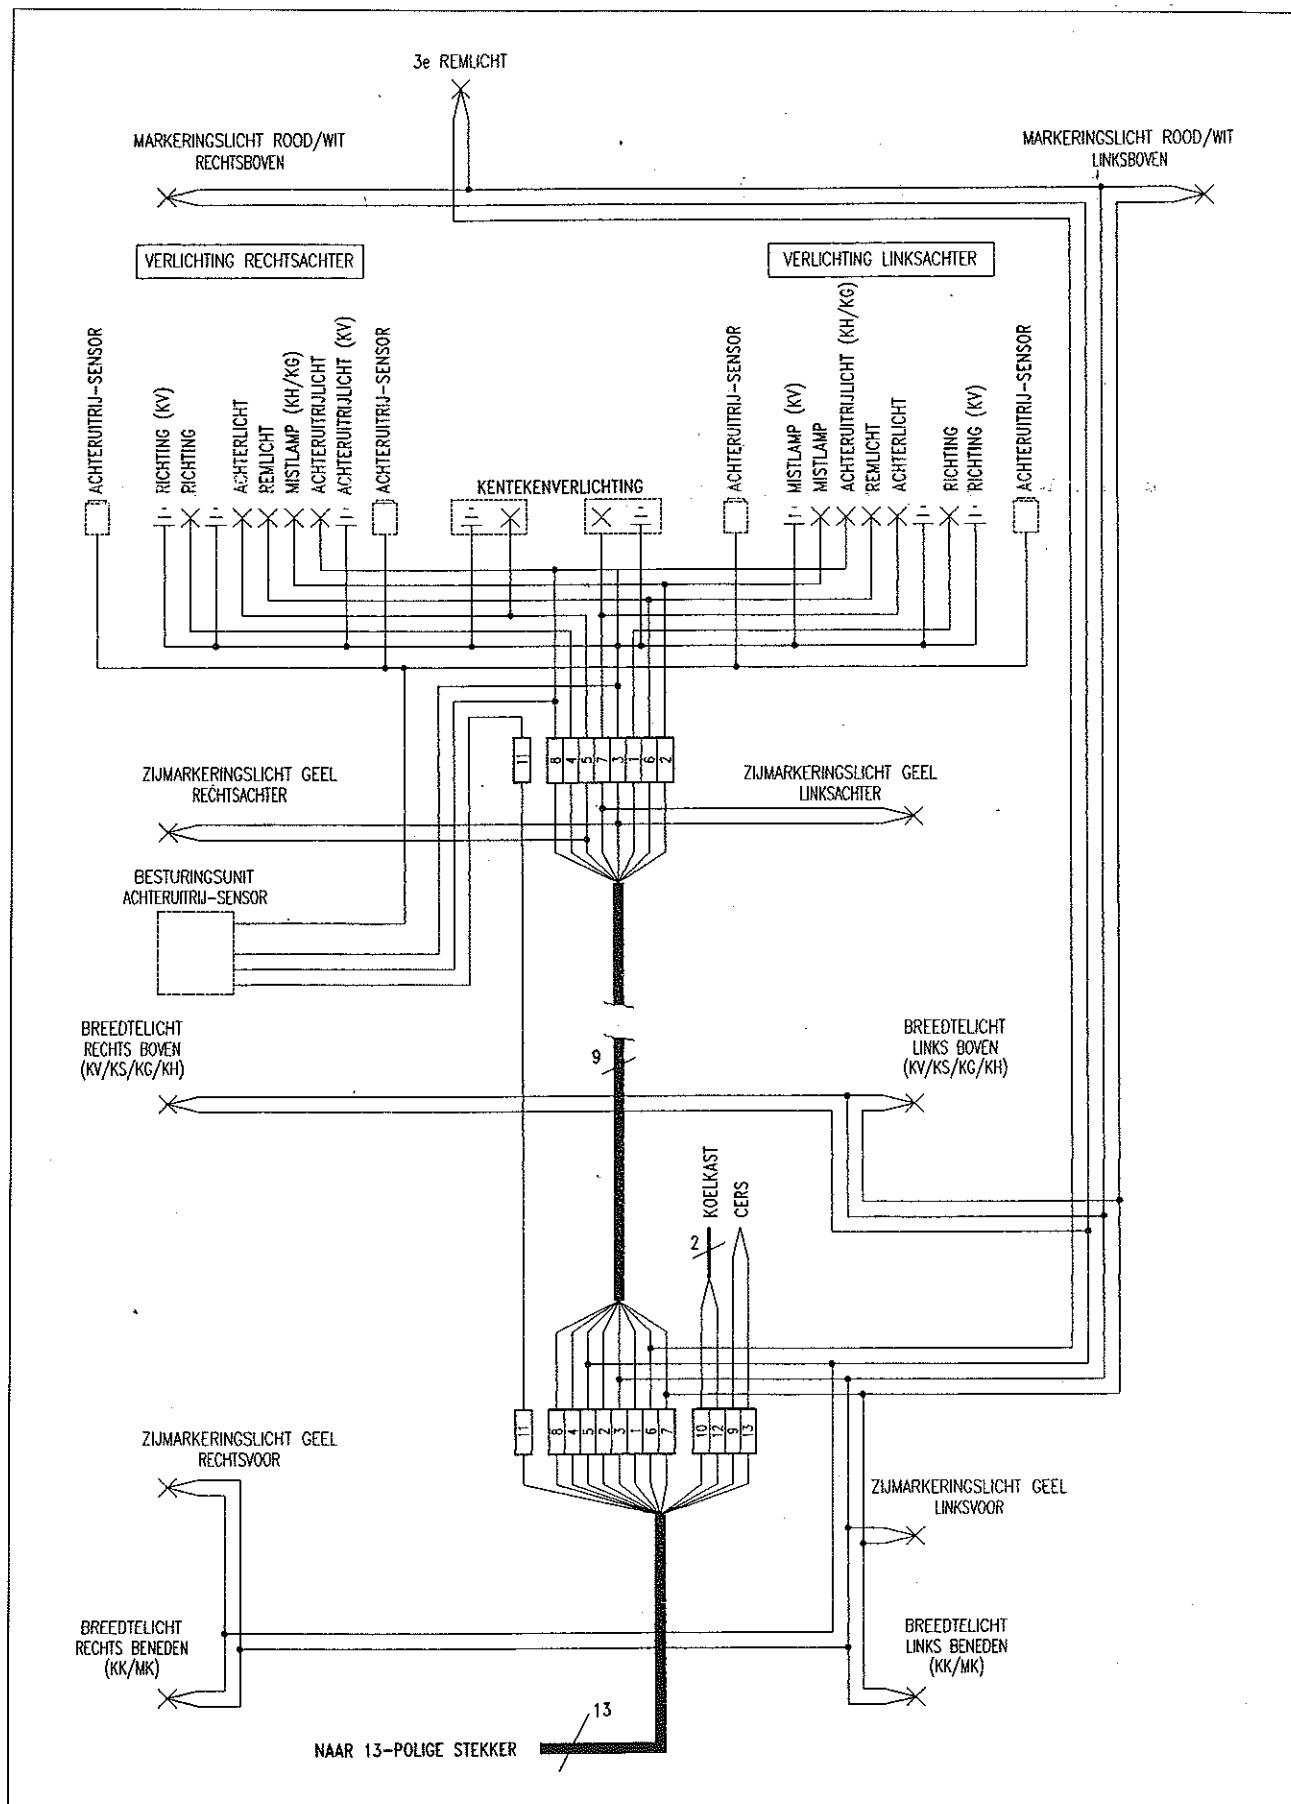 3e REMLICHT
MARKERINGSLICHT ROOD/WIT
RECHTSBOVEN
MARKERINGSLICHT ROOD/WIT
LINKSBOVEN
VERLICHTING RECHTSACHTER
VERLICHTING LINKSACHTER
ACHTERUITRIJ-SENSOR
RICHTING (KV)
RICHTING
ACHTERLICHT
REMLICHT
MISTLAMP (KH/KG)
ACHTERUITRIJLICHT
ACHTERUITRIJLICHT (KV)
ACHTERUITRIJ-SENSOR
KENTEKENVERLICHTING
ACHTERUITRIJ-SENSOR
MISTLAMP (KV)
MISTLAMP
ACHTERUITRIJLICHT (KH/KG)
REMLICHT
ACHTERLICHT
RICHTING
RICHTING (KV)
ACHTERUITRIJ-SENSOR
11 8 4 5 7 3 1 6 2
ZIJMARKERINGSLICHT GEEL
RECHTSACHTER
ZIJMARKERINGSLICHT GEEL
LINKSACHTER
BESTURINGSUNIT
ACHTERUITRIJ-SENSOR
BREEDTELICHT
RECHTS BOVEN
(KV/KS/KG/KH)
9
BREEDTELICHT
LINKS BOVEN
(KV/KS/KG/KH)
KOELKAST
CERS
2
11 8 4 5 2 3 1 6 7 10 12 9 13
ZIJMARKERINGSLICHT GEEL
RECHTSVOOR
ZIJMARKERINGSLICHT GEEL
LINKSVOOR
BREEDTELICHT
RECHTS BENEDEN
(KK/MK)
BREEDTELICHT
LINKS BENEDEN
(KK/MK)
13
NAAR 13-POLIGE STEKKER